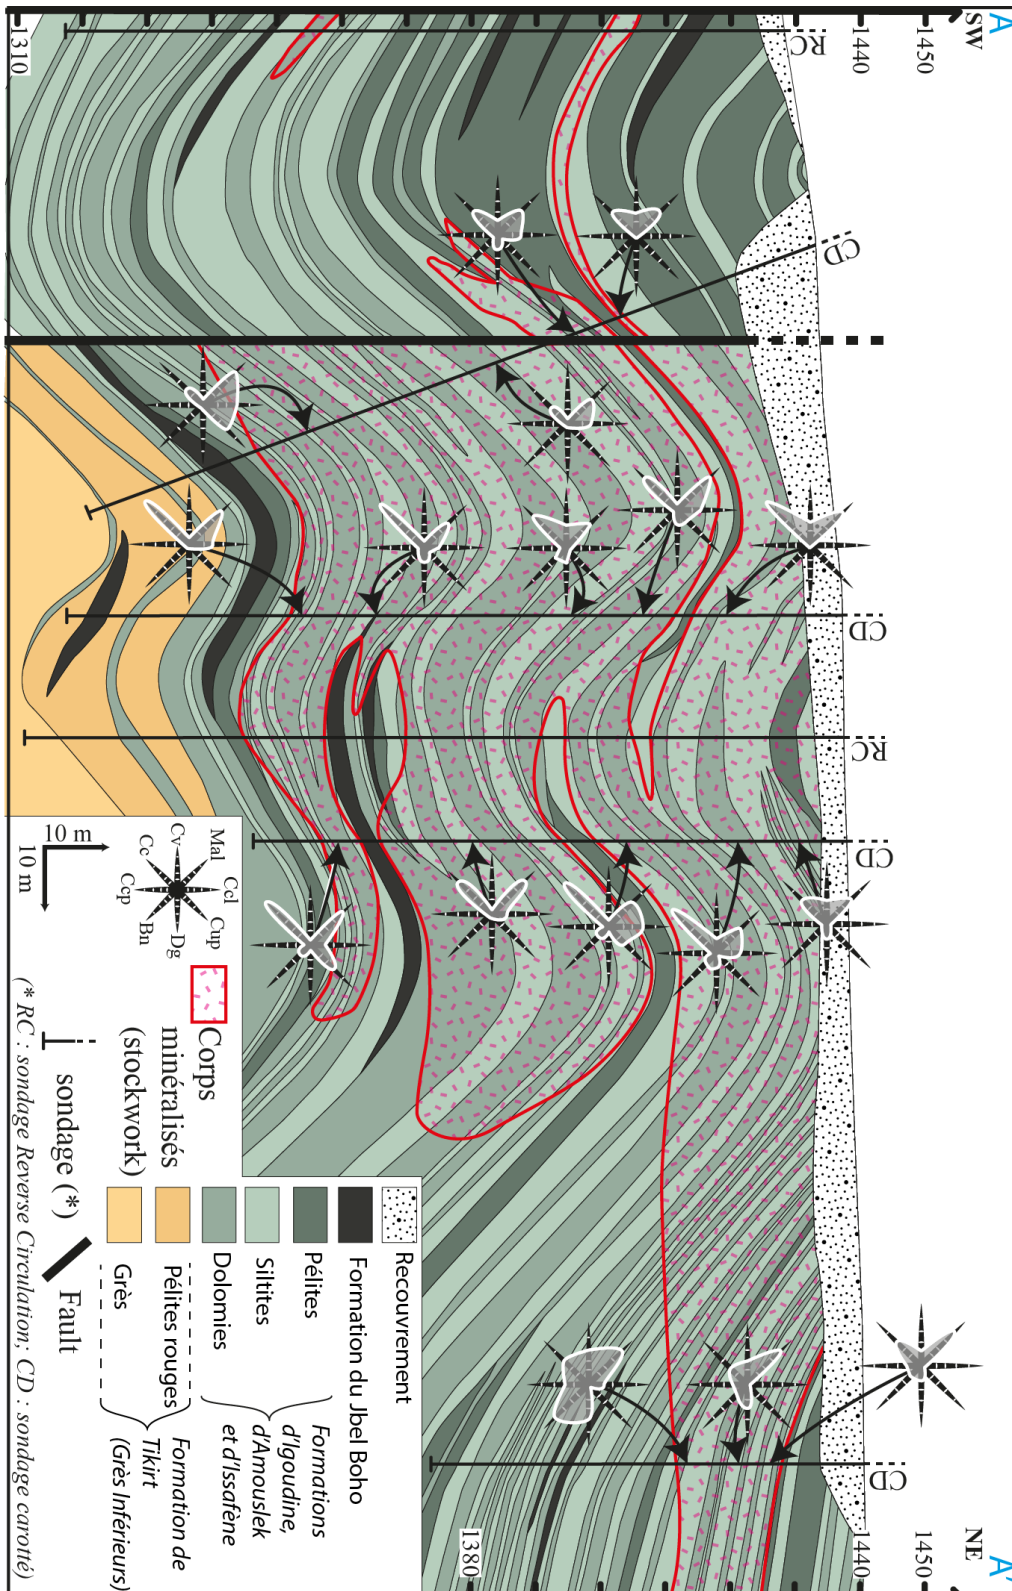 A
SW
NE
A'
1450
1440
1310
1450
1440
1380
RC
CD
CD
RC
CD
CD
10 m
10 m
Mal
Ccl
Cup
Dg
Bn
Ccp
Cc
Cv
Corps
minéralisés
(stockwork)
sondage (*)
Fault
(* RC : sondage Reverse Circulation; CD : sondage carotté)
Recouvrement
Formation du Jbel Boho
Pélites
Siltites
Dolomies
Formations
d'Igoudine,
d'Amouslek
et d'Issafène
Pélites rouges
Grès
Formation de
Tikirt
(Grès Inférieurs)